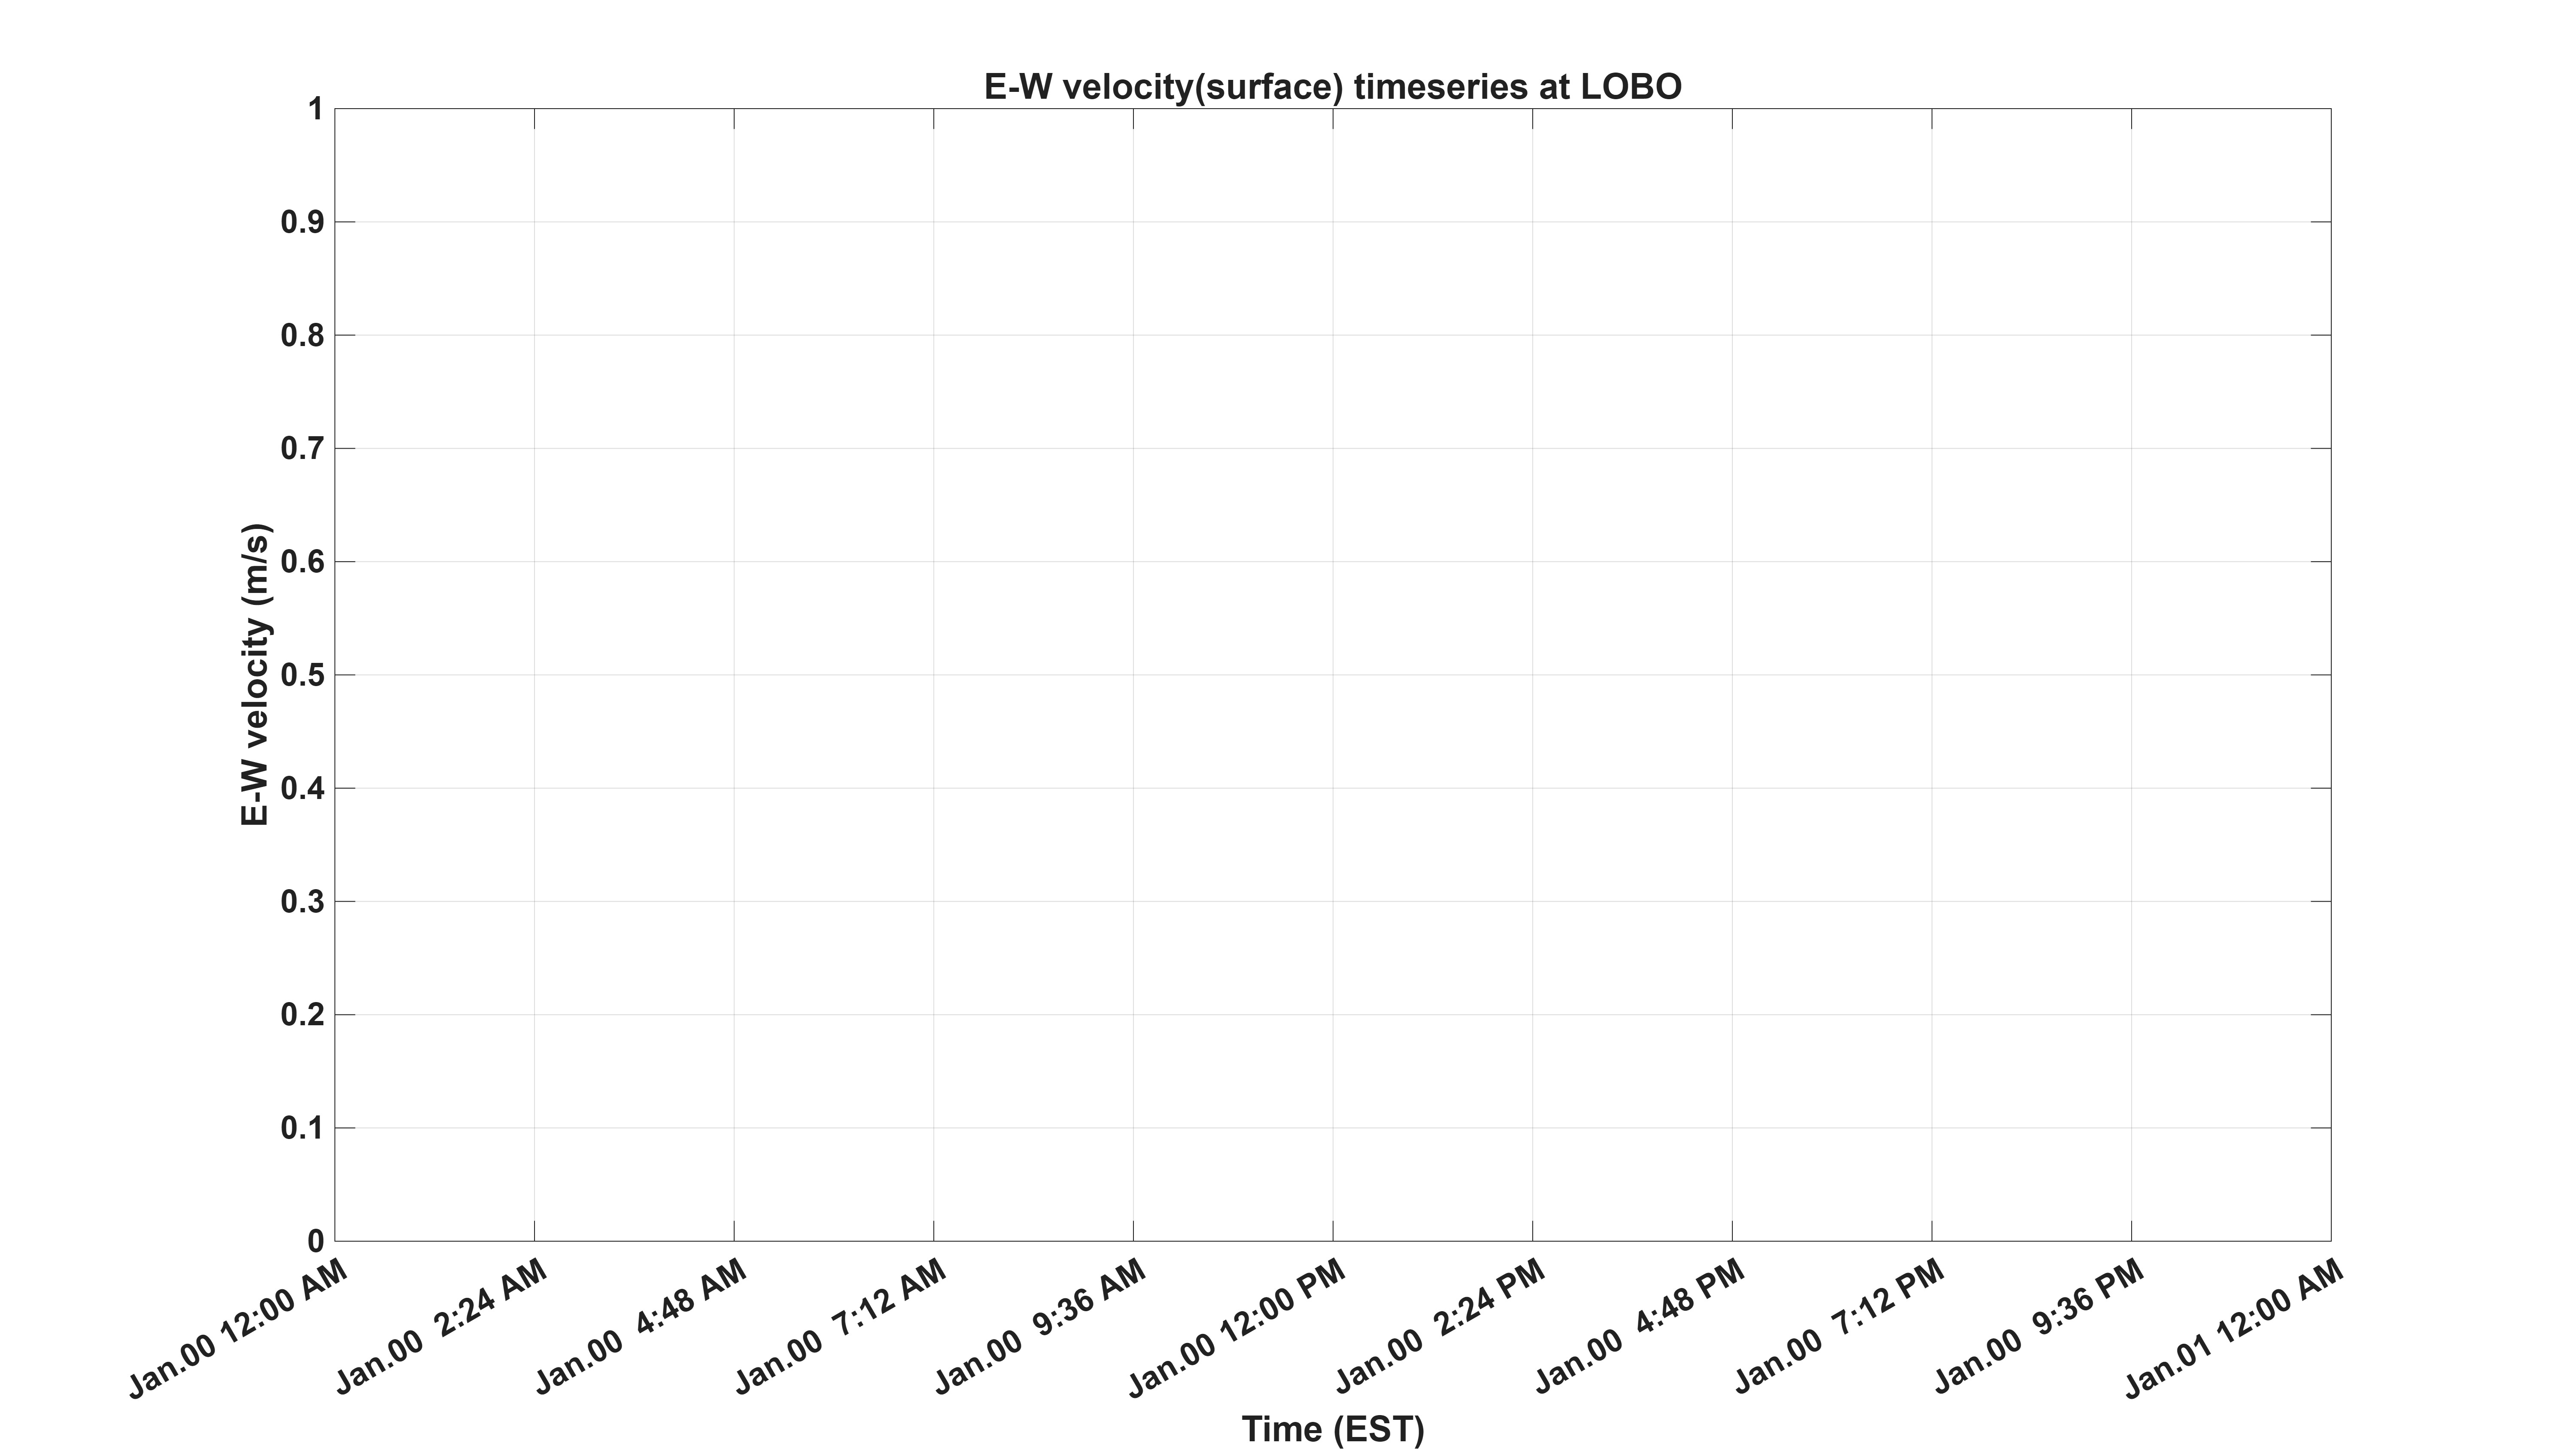 E-W velocity(surface) timeseries at LOBO
1
0.9
0.8
0.7
0.6
0.5
0.4
0.3
0.2
0.1
0
E-W velocity (m/s)
Jan.00 12:00 AM
Jan.00 2:24 AM
Jan.00 4:48 AM
Jan.00 7:12 AM
Jan.00 9:36 AM
Jan.00 12:00 PM
Jan.00 2:24 PM
Jan.00 4:48 PM
Jan.00 7:12 PM
Jan.00 9:36 PM
Jan.01 12:00 AM
Time (EST)